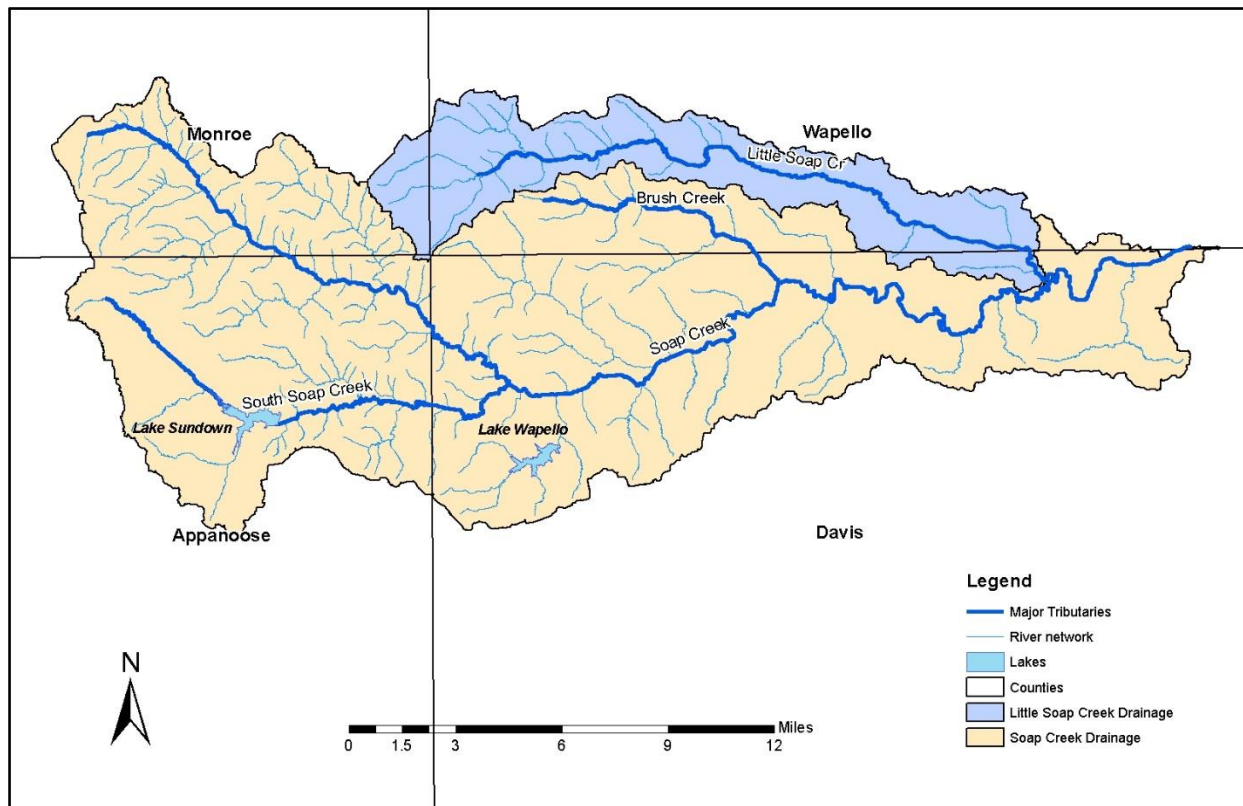 Monroe
Wapello
Little Soap Cr
Brush Creek
Soap Creek
South Soap Creek
Lake Sundown
Lake Wapello
Appanoose
Davis
Legend
Major Tributaries
River network
Lakes
Counties
Little Soap Creek Drainage
Soap Creek Drainage
N
Miles
0 1.5 3 6 9 12